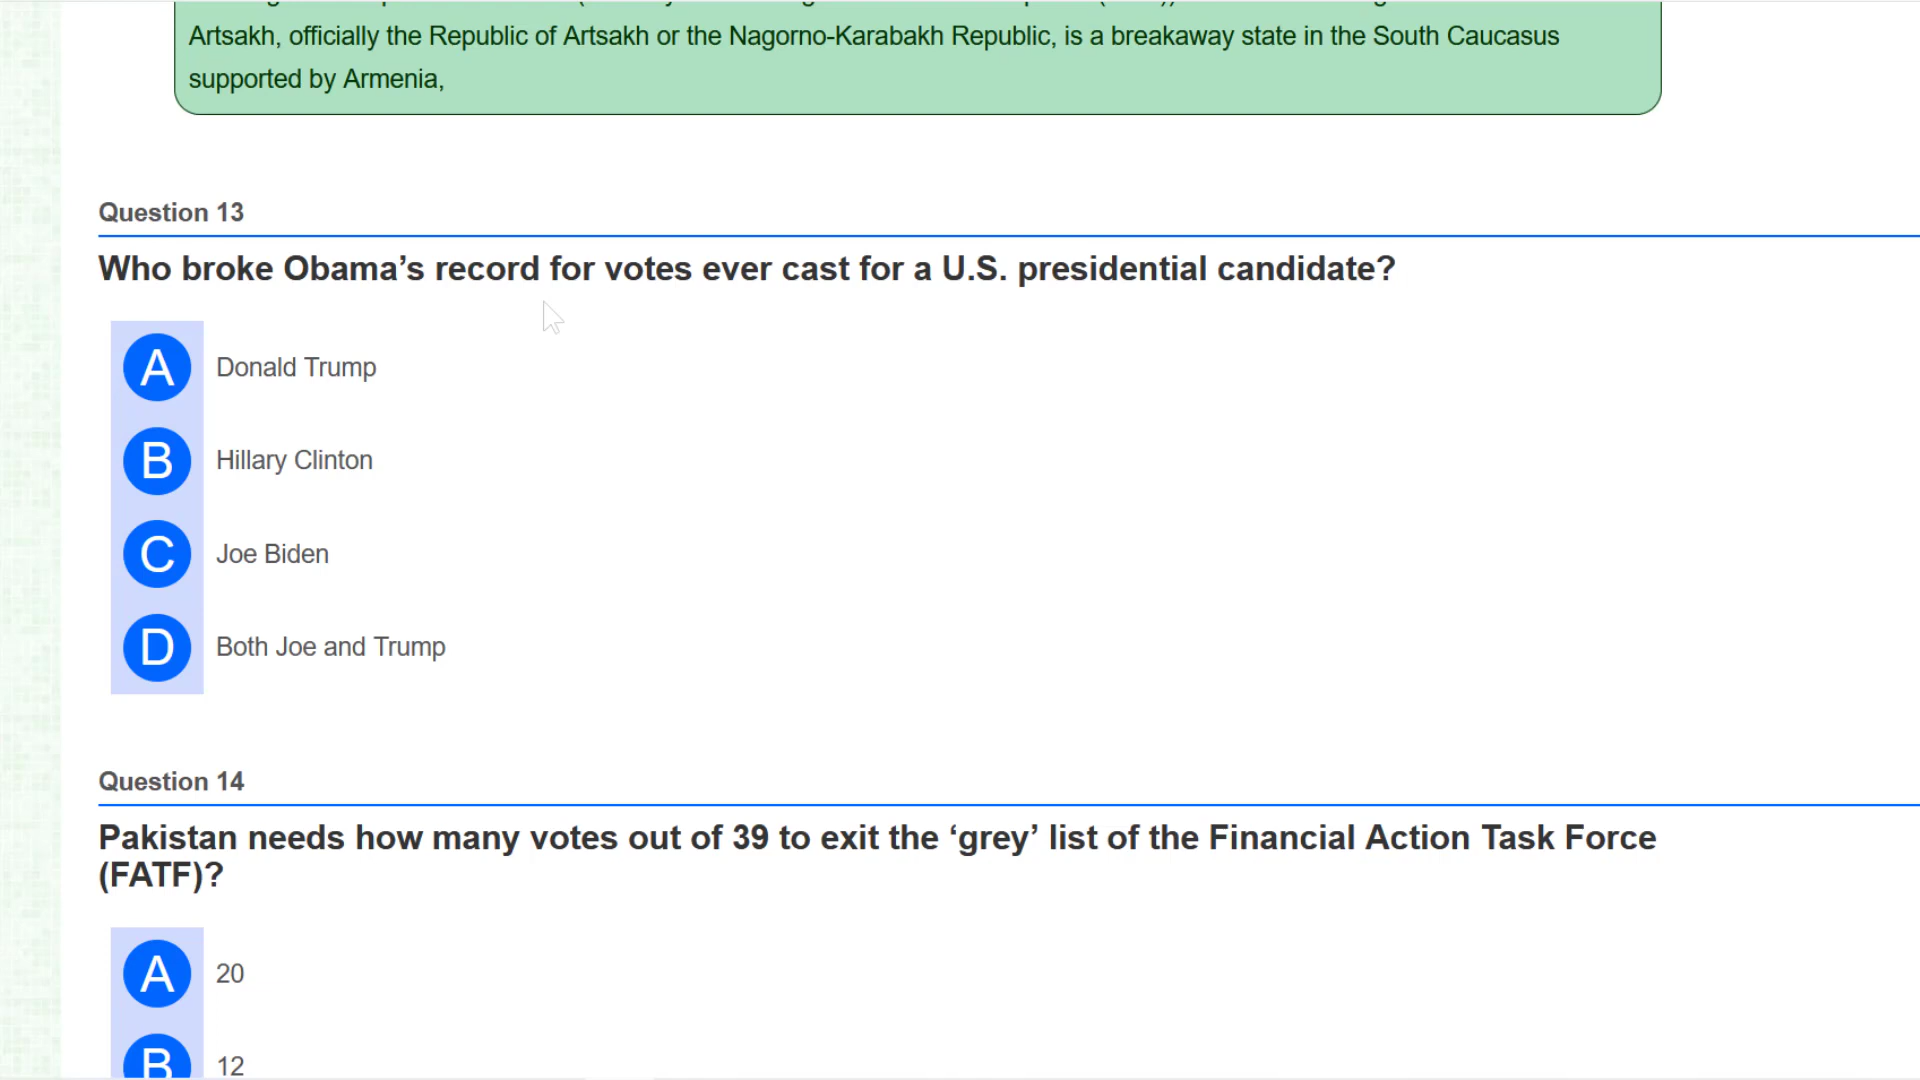 Artsakh, officially the Republic of Artsakh or the Nagorno-Karabakh Republic, is a breakaway state in the South Caucasus
supported by Armenia,
Question 13
Who broke Obama’s record for votes ever cast for a U.S. presidential candidate?
A Donald Trump
B Hillary Clinton
C Joe Biden
D Both Joe and Trump
Question 14
Pakistan needs how many votes out of 39 to exit the ‘grey’ list of the Financial Action Task Force
(FATF)?
A 20
B 12